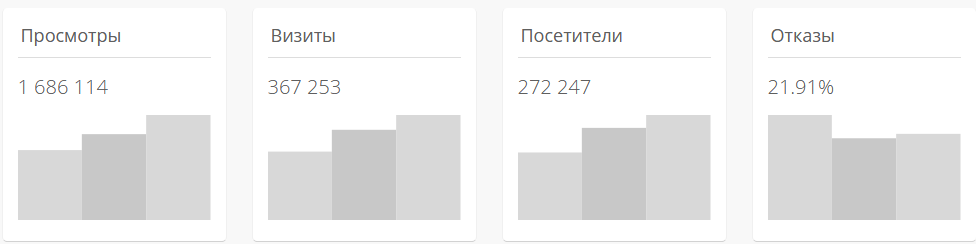 Просмотры
1 686 114
Визиты
367 253
Посетители
272 247
Отказы
21.91%